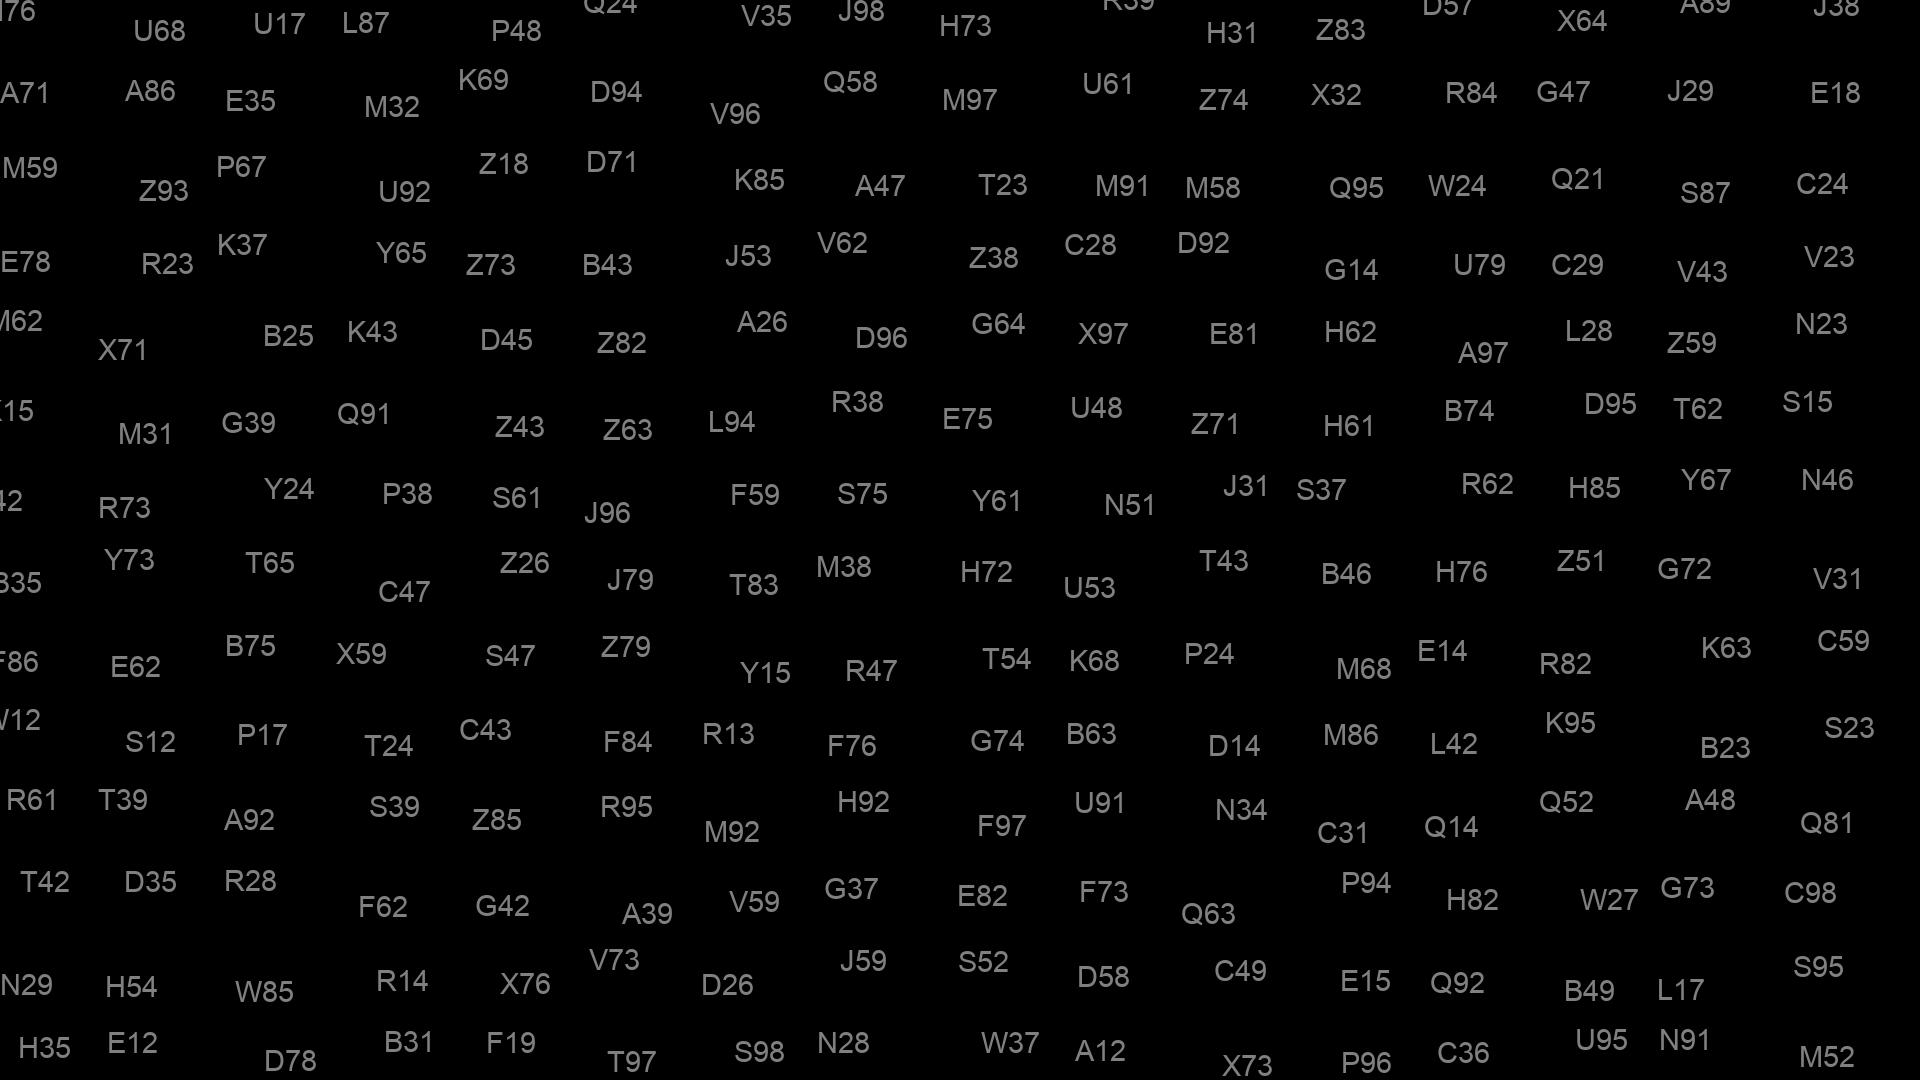 U68 U17 L87 P48 Q24 V35 J98 H73 R39 H31 Z83 D57 X64 A89 J38
A71 A86 E35 M32 K69 D94 V96 Q58 M97 U61 Z74 X32 R84 G47 J29 E18
M59 Z93 P67 U92 Z18 D71 K85 A47 T23 M91 M58 Q95 W24 Q21 S87 C24
E78 R23 K37 Y65 Z73 B43 J53 V62 Z38 C28 D92 G14 U79 C29 V43 V23
M62 X71 B25 K43 D45 Z82 A26 D96 G64 X97 E81 H62 A97 L28 Z59 N23
M31 G39 Q91 Z43 Z63 L94 R38 E75 U48 Z71 H61 B74 D95 T62 S15
R73 Y24 P38 S61 J96 F59 S75 Y61 N51 J31 S37 R62 H85 Y67 N46
B35 Y73 T65 C47 Z26 J79 T83 M38 H72 U53 T43 B46 H76 Z51 G72 V31
F86 E62 B75 X59 S47 Z79 Y15 R47 T54 K68 P24 M68 E14 R82 K63 C59
W12 S12 P17 T24 C43 F84 R13 F76 G74 B63 D14 M86 L42 K95 B23 S23
R61 T39 A92 S39 Z85 R95 M92 H92 F97 U91 N34 C31 Q14 Q52 A48 Q81
T42 D35 R28 F62 G42 A39 V59 G37 E82 F73 Q63 P94 H82 W27 G73 C98
N29 H54 W85 R14 X76 V73 D26 J59 S52 D58 C49 E15 Q92 B49 L17 S95
H35 E12 D78 B31 F19 T97 S98 N28 W37 A12 X73 P96 C36 U95 N91 M52